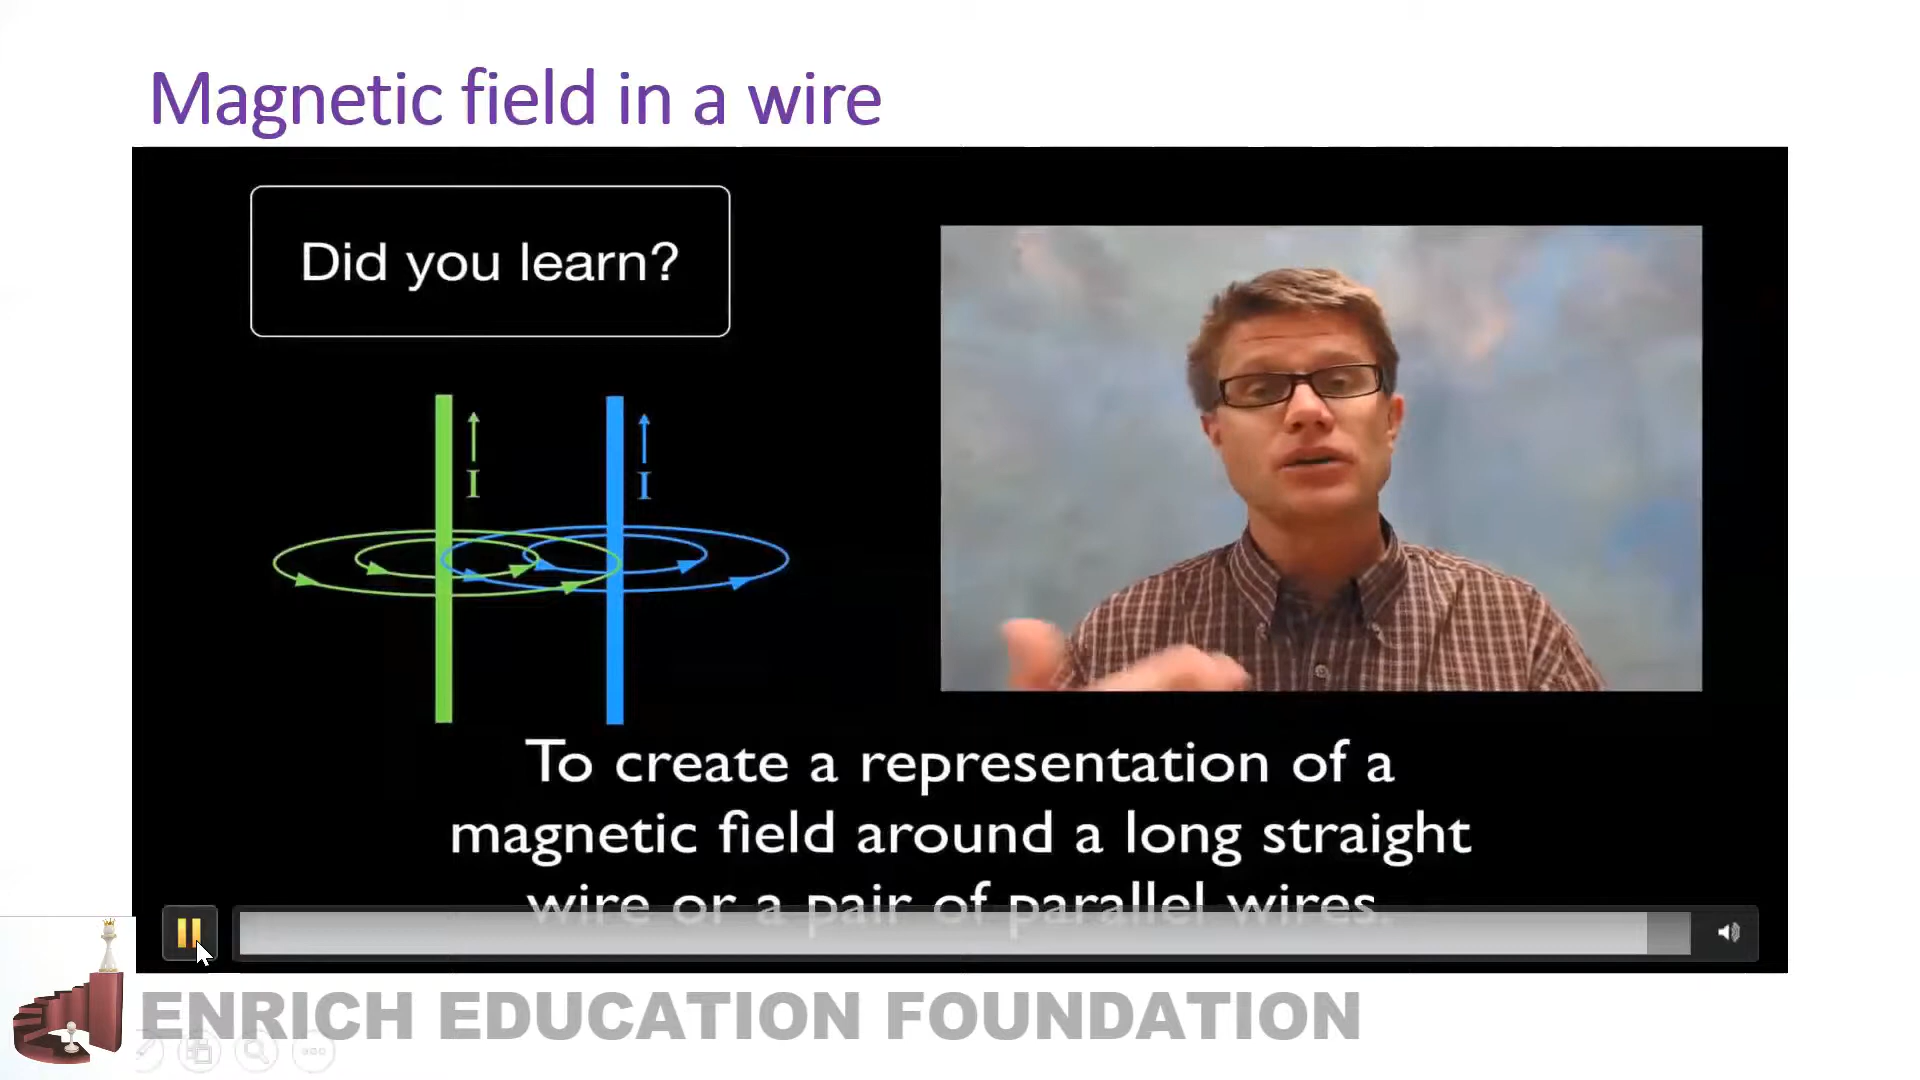 Magnetic field in a wire
Did you learn?
I
I
To create a representation of a
magnetic field around a long straight
wire or a pair of parallel wires.
ENRICH EDUCATION FOUNDATION